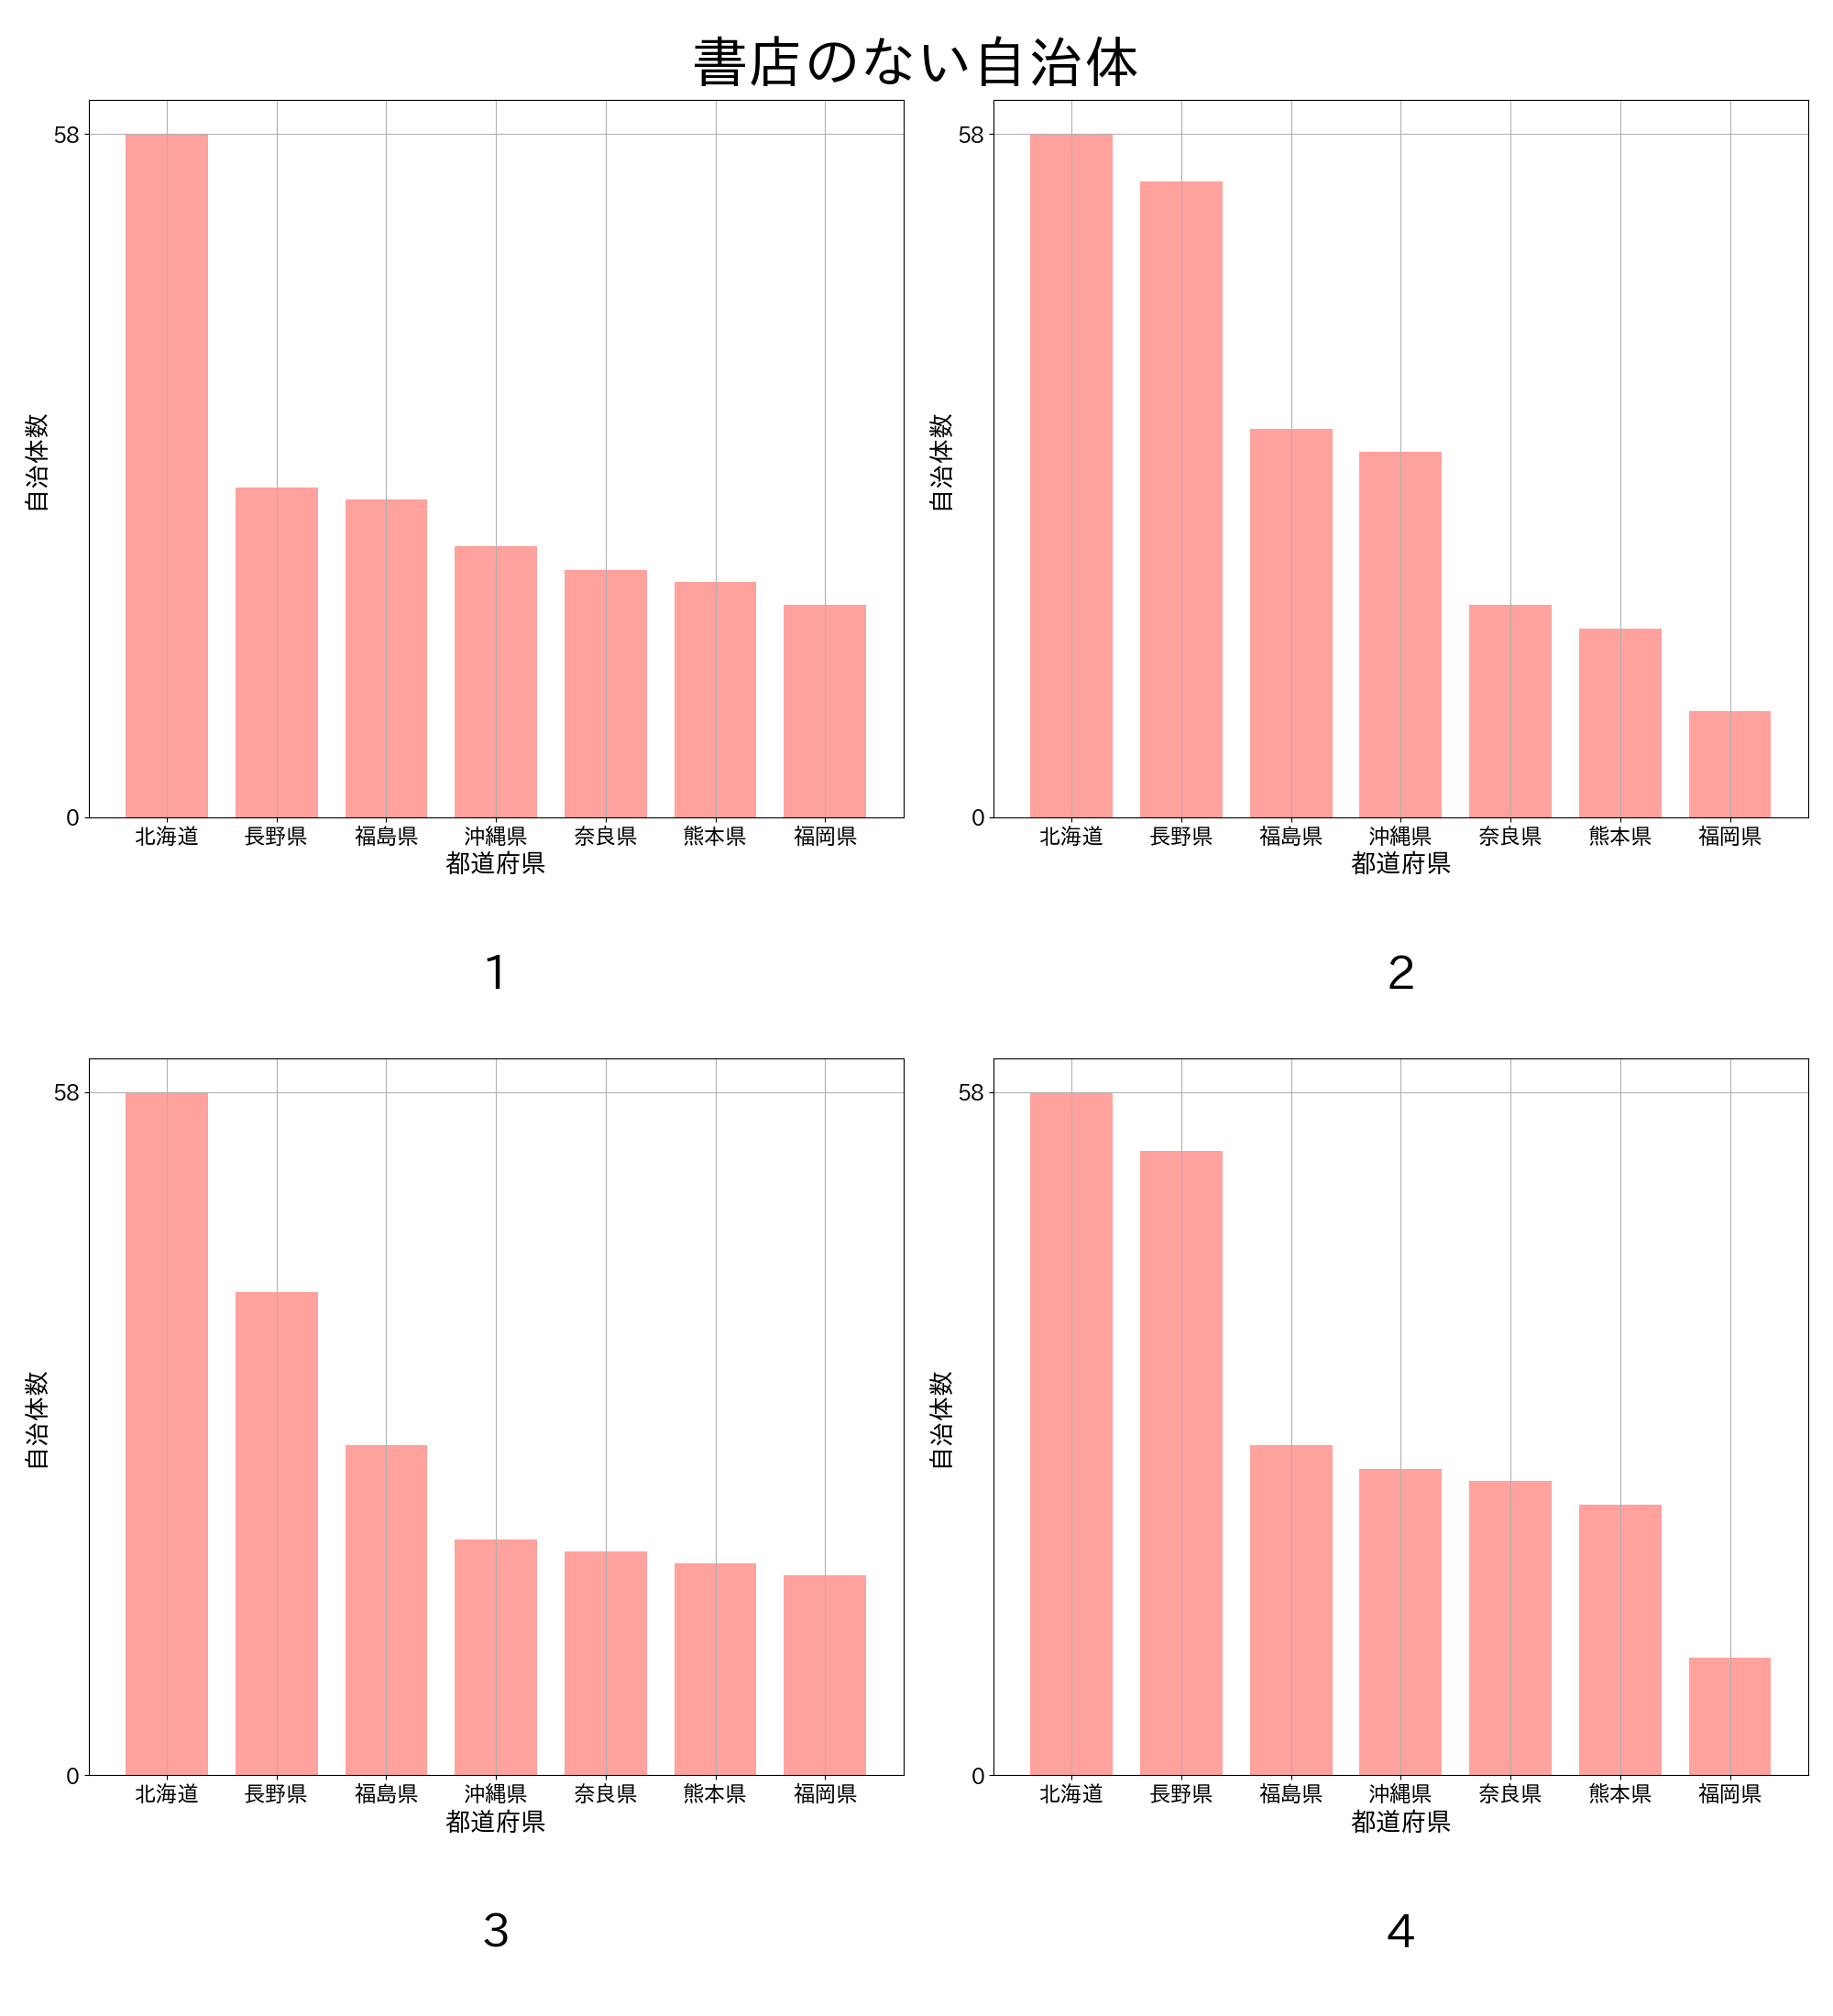 書店のない自治体
58
0
自治体数
北海道 長野県 福島県 沖縄県 奈良県 熊本県 福岡県
都道府県
1
58
0
自治体数
北海道 長野県 福島県 沖縄県 奈良県 熊本県 福岡県
都道府県
2
58
0
自治体数
北海道 長野県 福島県 沖縄県 奈良県 熊本県 福岡県
都道府県
3
58
0
自治体数
北海道 長野県 福島県 沖縄県 奈良県 熊本県 福岡県
都道府県
4